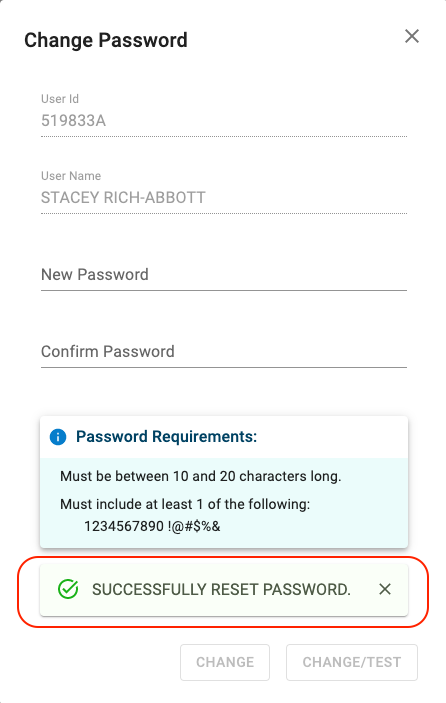 Change Password
User Id
519833A
User Name
STACEY RICH-ABBOTT
New Password
Confirm Password
Password Requirements:
Must be between 10 and 20 characters long.
Must include at least 1 of the following:
1234567890 !@#$%&
SUCCESSFULLY RESET PASSWORD.
CHANGE
CHANGE/TEST